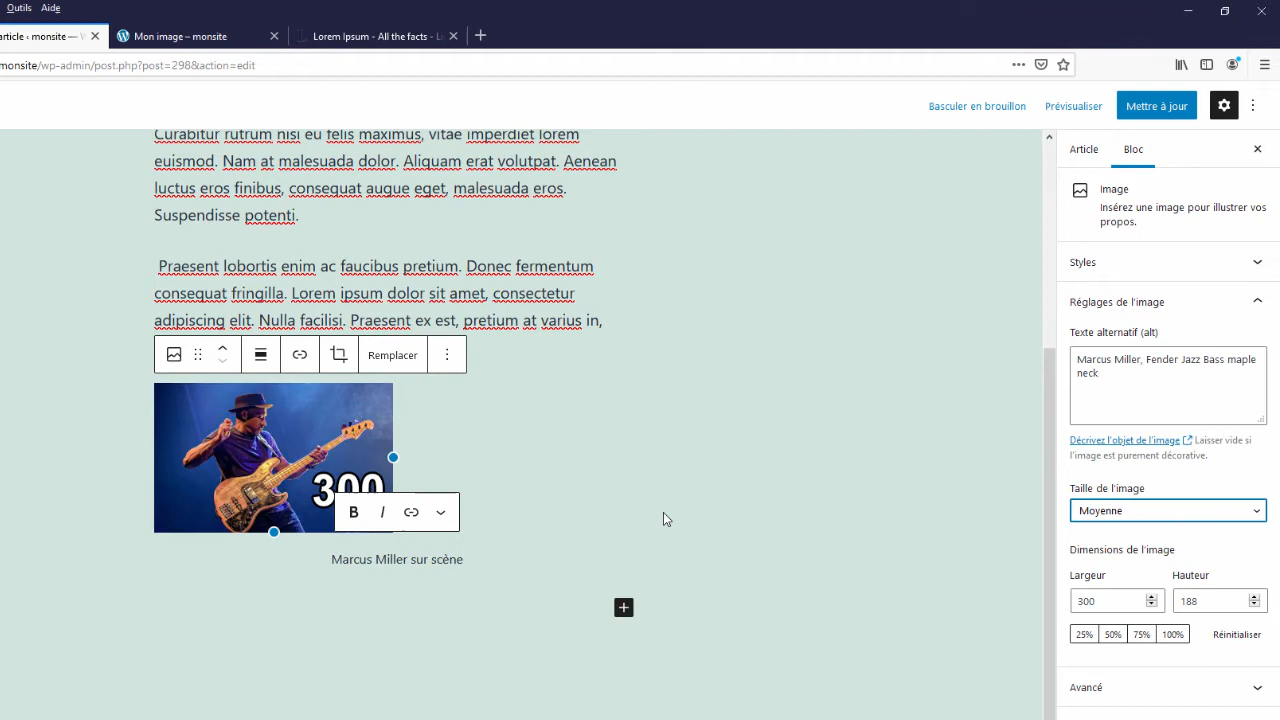 Outils Aide
article ‹ monsite —
Mon image – monsite
Lorem Ipsum - All the facts - Li
monsite/wp-admin/post.php?post=298&action=edit
Basculer en brouillon Prévisualiser Mettre à jour
Curabitur rutrum nisi eu felis maximus, vitae imperdiet lorem
euismod. Nam at malesuada dolor. Aliquam erat volutpat. Aenean
luctus eros finibus, consequat augue eget, malesuada eros.
Suspendisse potenti.
Praesent lobortis enim ac faucibus pretium. Donec fermentum
consequat fringilla. Lorem ipsum dolor sit amet, consectetur
adipiscing elit. Nulla facilisi. Praesent ex est, pretium at varius in,
Remplacer
300
B I
Marcus Miller sur scène
Article Bloc
Image
Insérez une image pour illustrer vos
propos.
Styles
Réglages de l'image
Texte alternatif (alt)
Marcus Miller, Fender Jazz Bass maple
neck
Décrivez l'objet de l'image Laisser vide si
l'image est purement décorative.
Taille de l'image
Moyenne
Dimensions de l'image
Largeur Hauteur
300 188
25% 50% 75% 100% Réinitialiser
Avancé